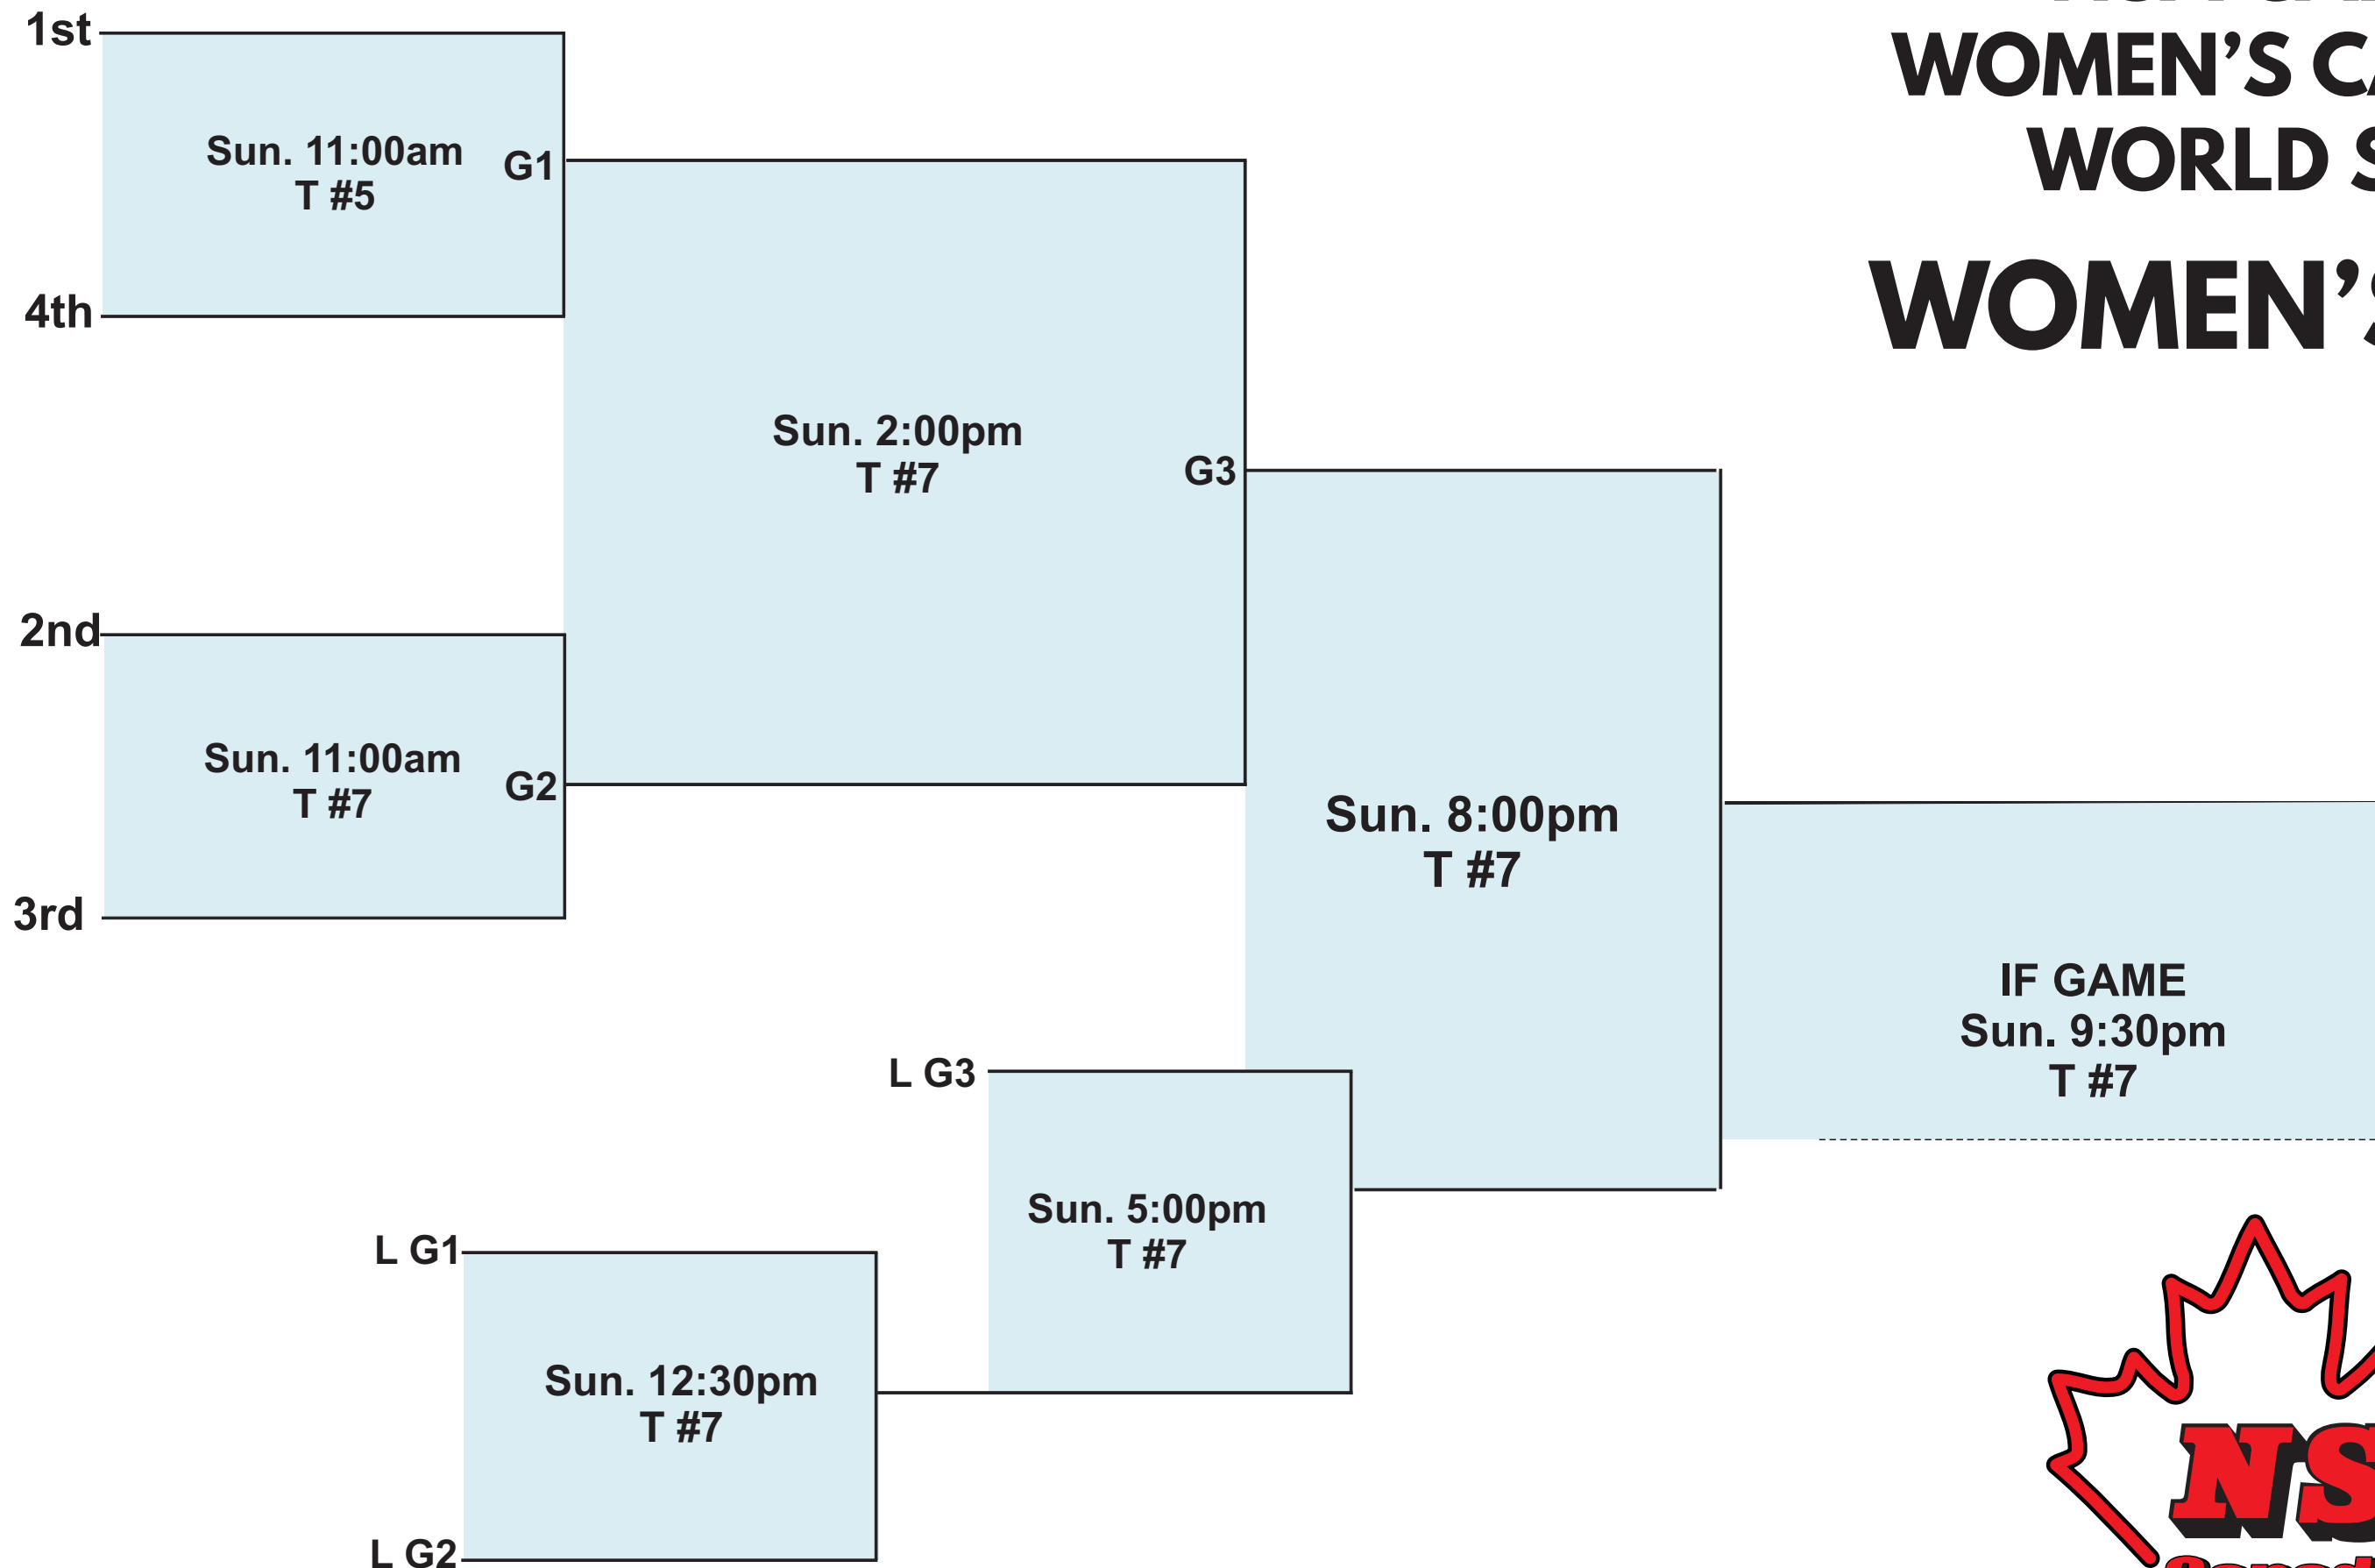 1st
WOMEN'S
WORLD
Sun. 11:00am
T #5
G1
4th
WOMEN'S
Sun. 2:00pm
T #7
G3
2nd
Sun. 11:00am
T #7
G2
Sun. 8:00pm
T #7
3rd
IF GAME
Sun. 9:30pm
T #7
L G3
Sun. 5:00pm
T #7
L G1
Sun. 12:30pm
T #7
L G2
NS